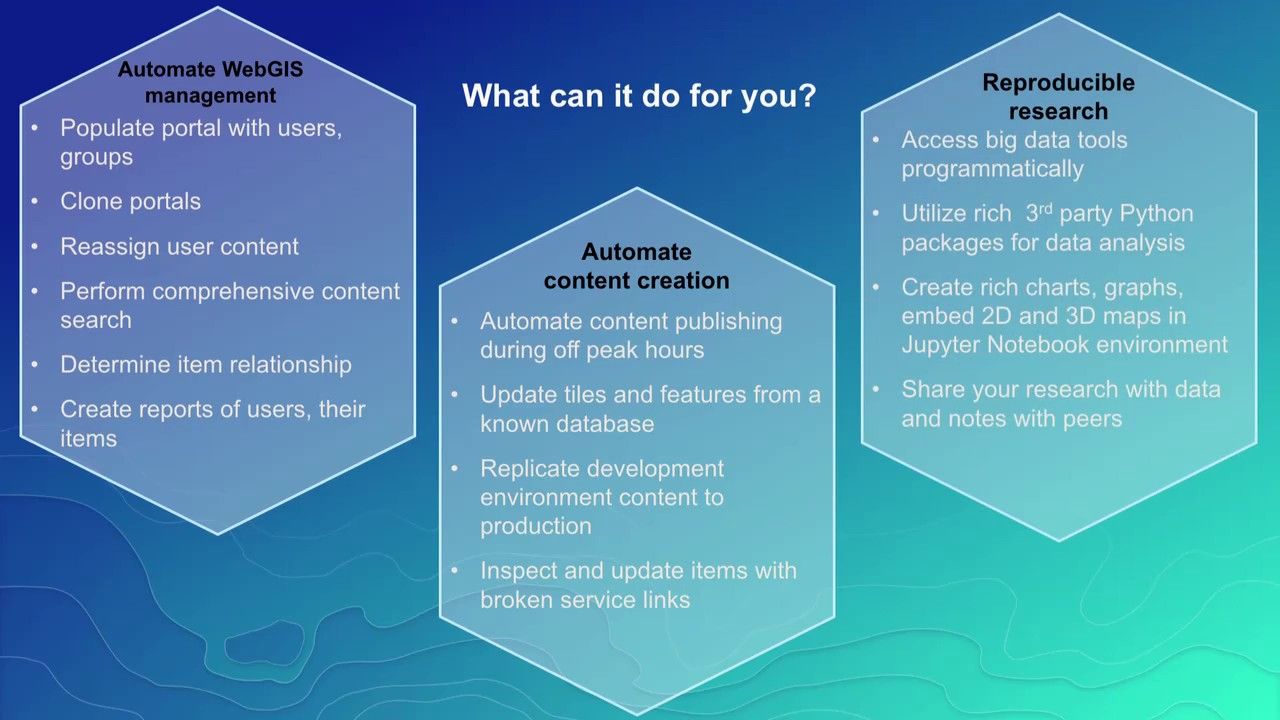 What can it do for you?
Automate WebGIS
management
• Populate portal with users,
groups
• Clone portals
• Reassign user content
• Perform comprehensive content
search
• Determine item relationship
• Create reports of users, their
items
Automate
content creation
• Automate content publishing
during off peak hours
• Update tiles and features from a
known database
• Replicate development
environment content to
production
• Inspect and update items with
broken service links
Reproducible
research
• Access big data tools
programmatically
• Utilize rich 3rd party Python
packages for data analysis
• Create rich charts, graphs,
embed 2D and 3D maps in
Jupyter Notebook environment
• Share your research with data
and notes with peers